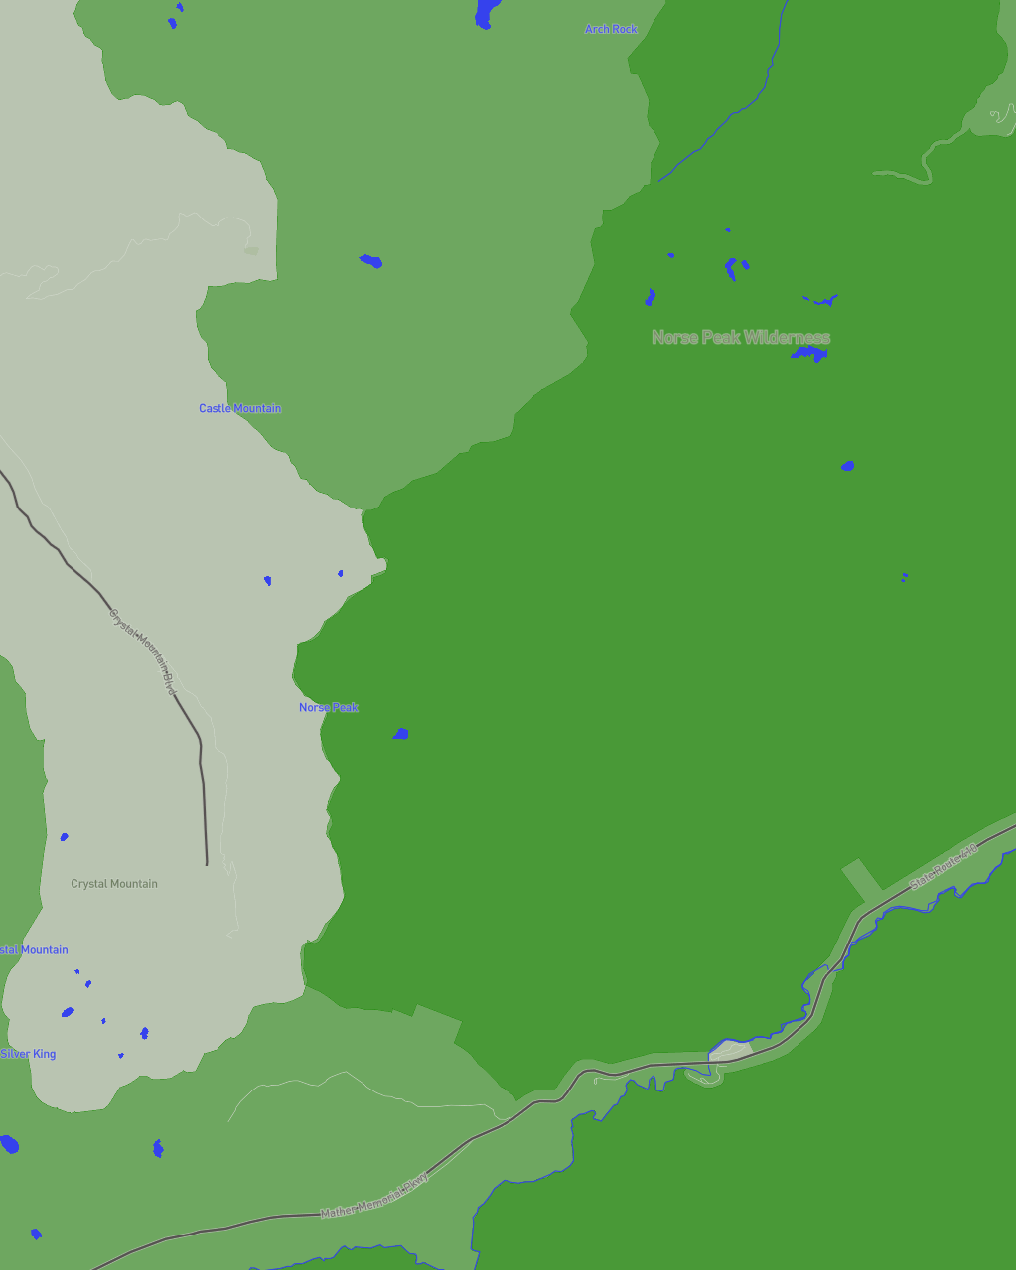 Arch Rock
Norse Peak Wilderness
Castle Mountain
Crystal Mountain Blvd
Norse Peak
State Route 410
Crystal Mountain
stal Mountain
Silver King
Mather Memorial Pkwy